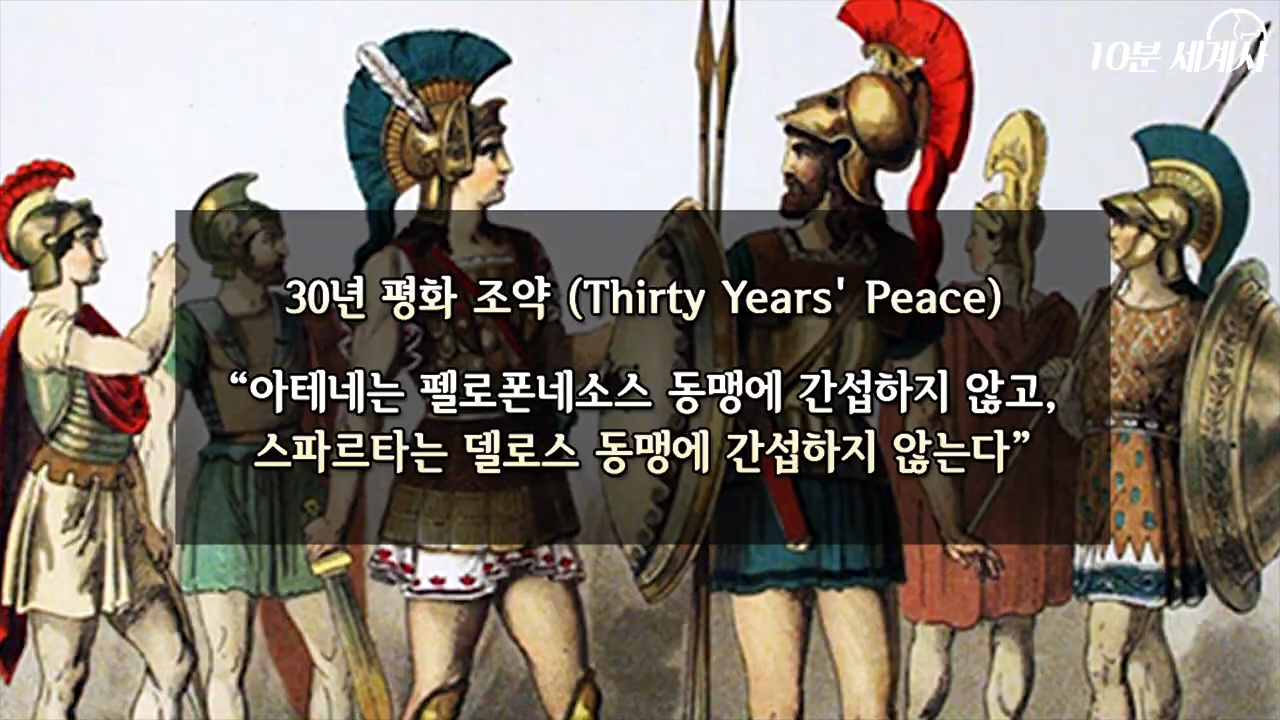 10분 세계사
30년 평화 조약 (Thirty Years' Peace)
“아테네는 펠로폰네소스 동맹에 간섭하지 않고,
스파르타는 델로스 동맹에 간섭하지 않는다”